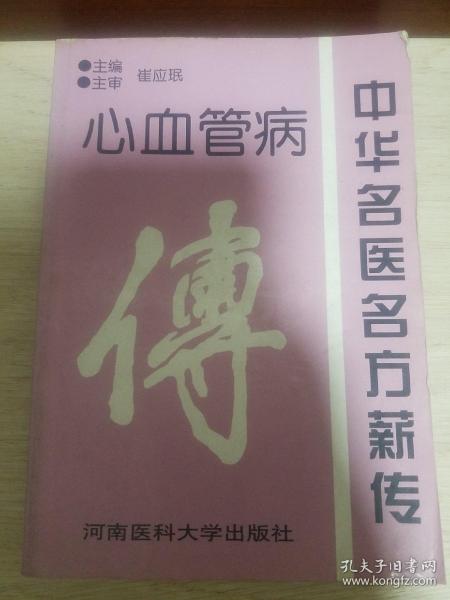 ●主编
●主审 崔应珉
心血管病
傳
中华名医名方薪传
河南医科大学出版社
孔夫子旧书网
www.kongfz.com